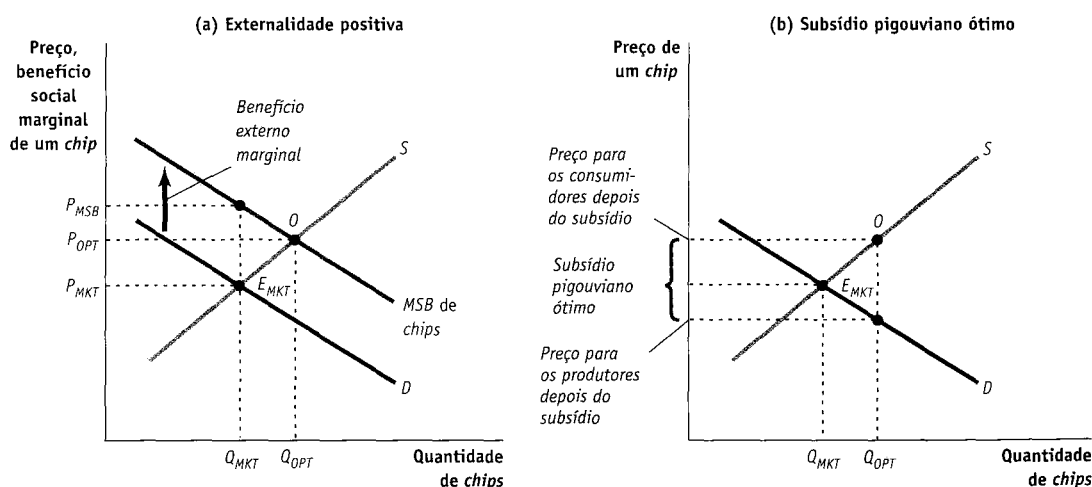 (a) Externalidade positiva
Preço,
benefício
social
marginal
de um chip
Benefício
externo
marginal
S
P_MSB
O
P_OPT
P_MKT
E_MKT
MSB de
chips
D
Q_MKT
Q_OPT
Quantidade
de chips
(b) Subsídio pigouviano ótimo
Preço de
um chip
S
Preço para
os consumi-
dores depois
do subsídio
O
Subsídio
pigouviano
ótimo
E_MKT
Preço para
os produtores
depois do
subsídio
D
Q_MKT
Q_OPT
Quantidade
de chips